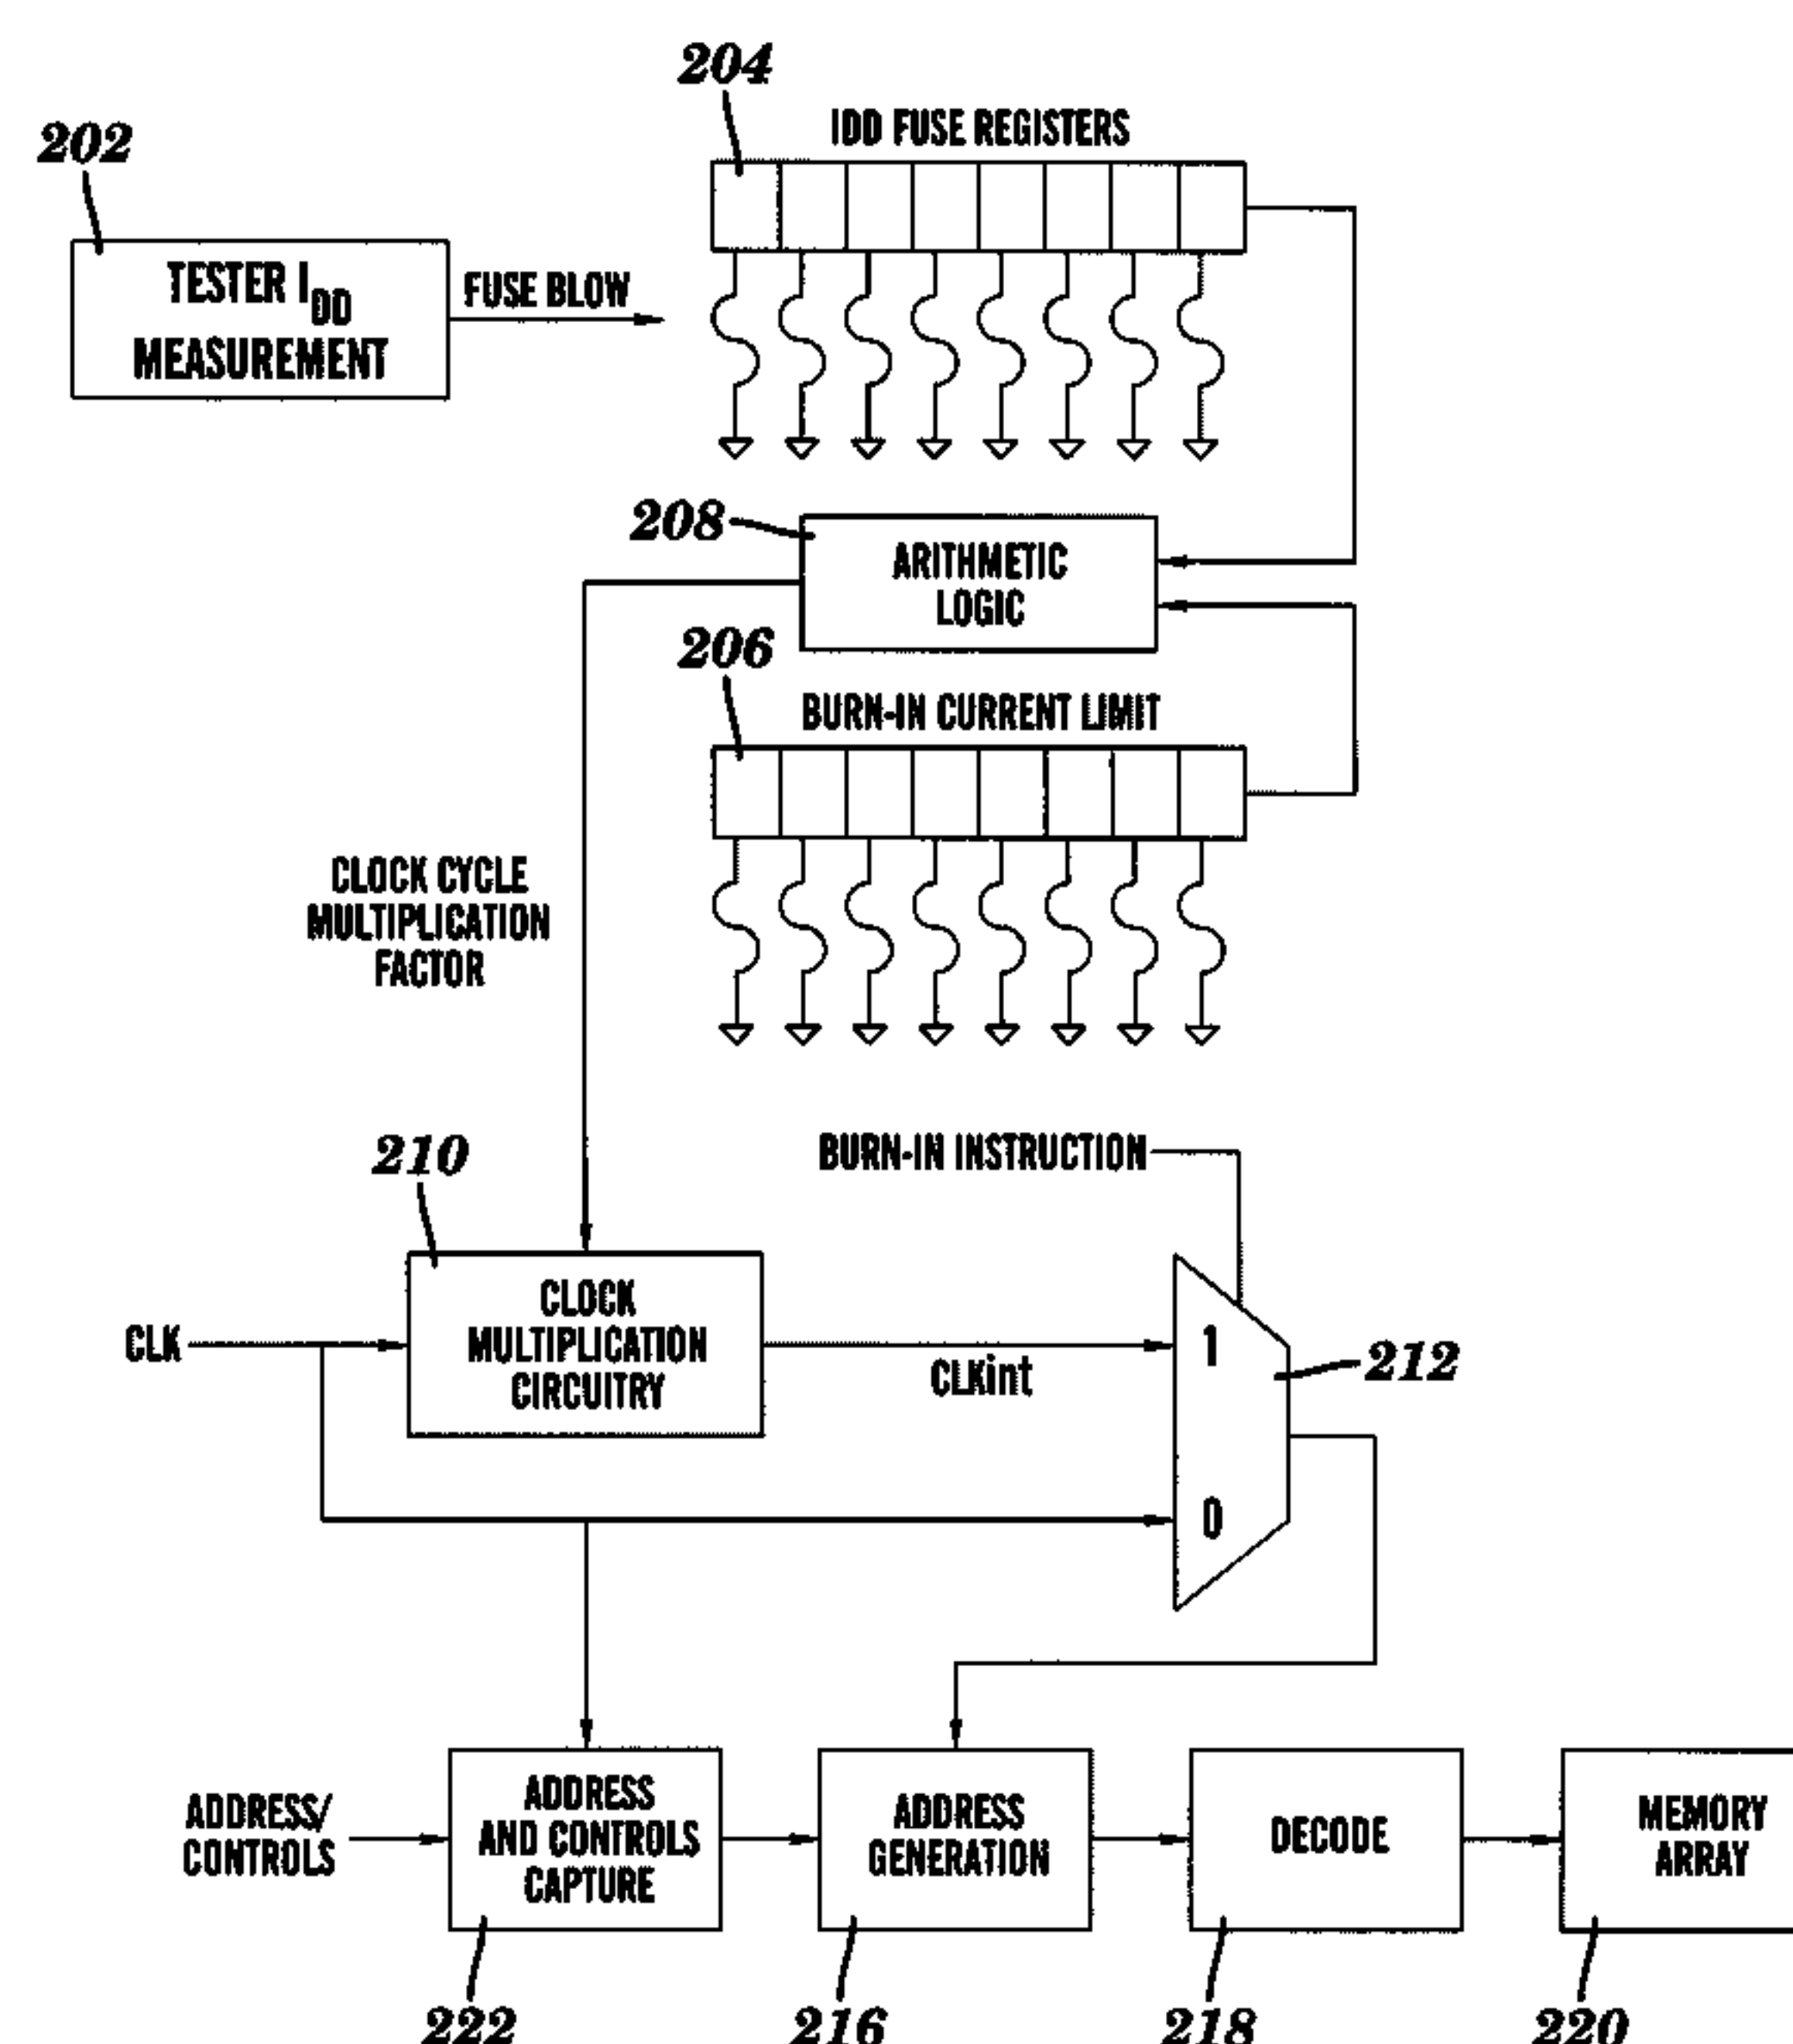 204
IDD FUSE REGISTERS
202
TESTER IDD
MEASUREMENT
FUSE BLOW
208
ARITHMETIC
LOGIC
206
BURN-IN CURRENT LIMIT
CLOCK CYCLE
MULTIPLICATION
FACTOR
210
BURN-IN INSTRUCTION
CLOCK
MULTIPLICATION
CIRCUITRY
CLK
CLKint
1
212
0
ADDRESS/
CONTROLS
ADDRESS
AND CONTROLS
CAPTURE
ADDRESS
GENERATION
DECODE
MEMORY
ARRAY
222
216
218
220